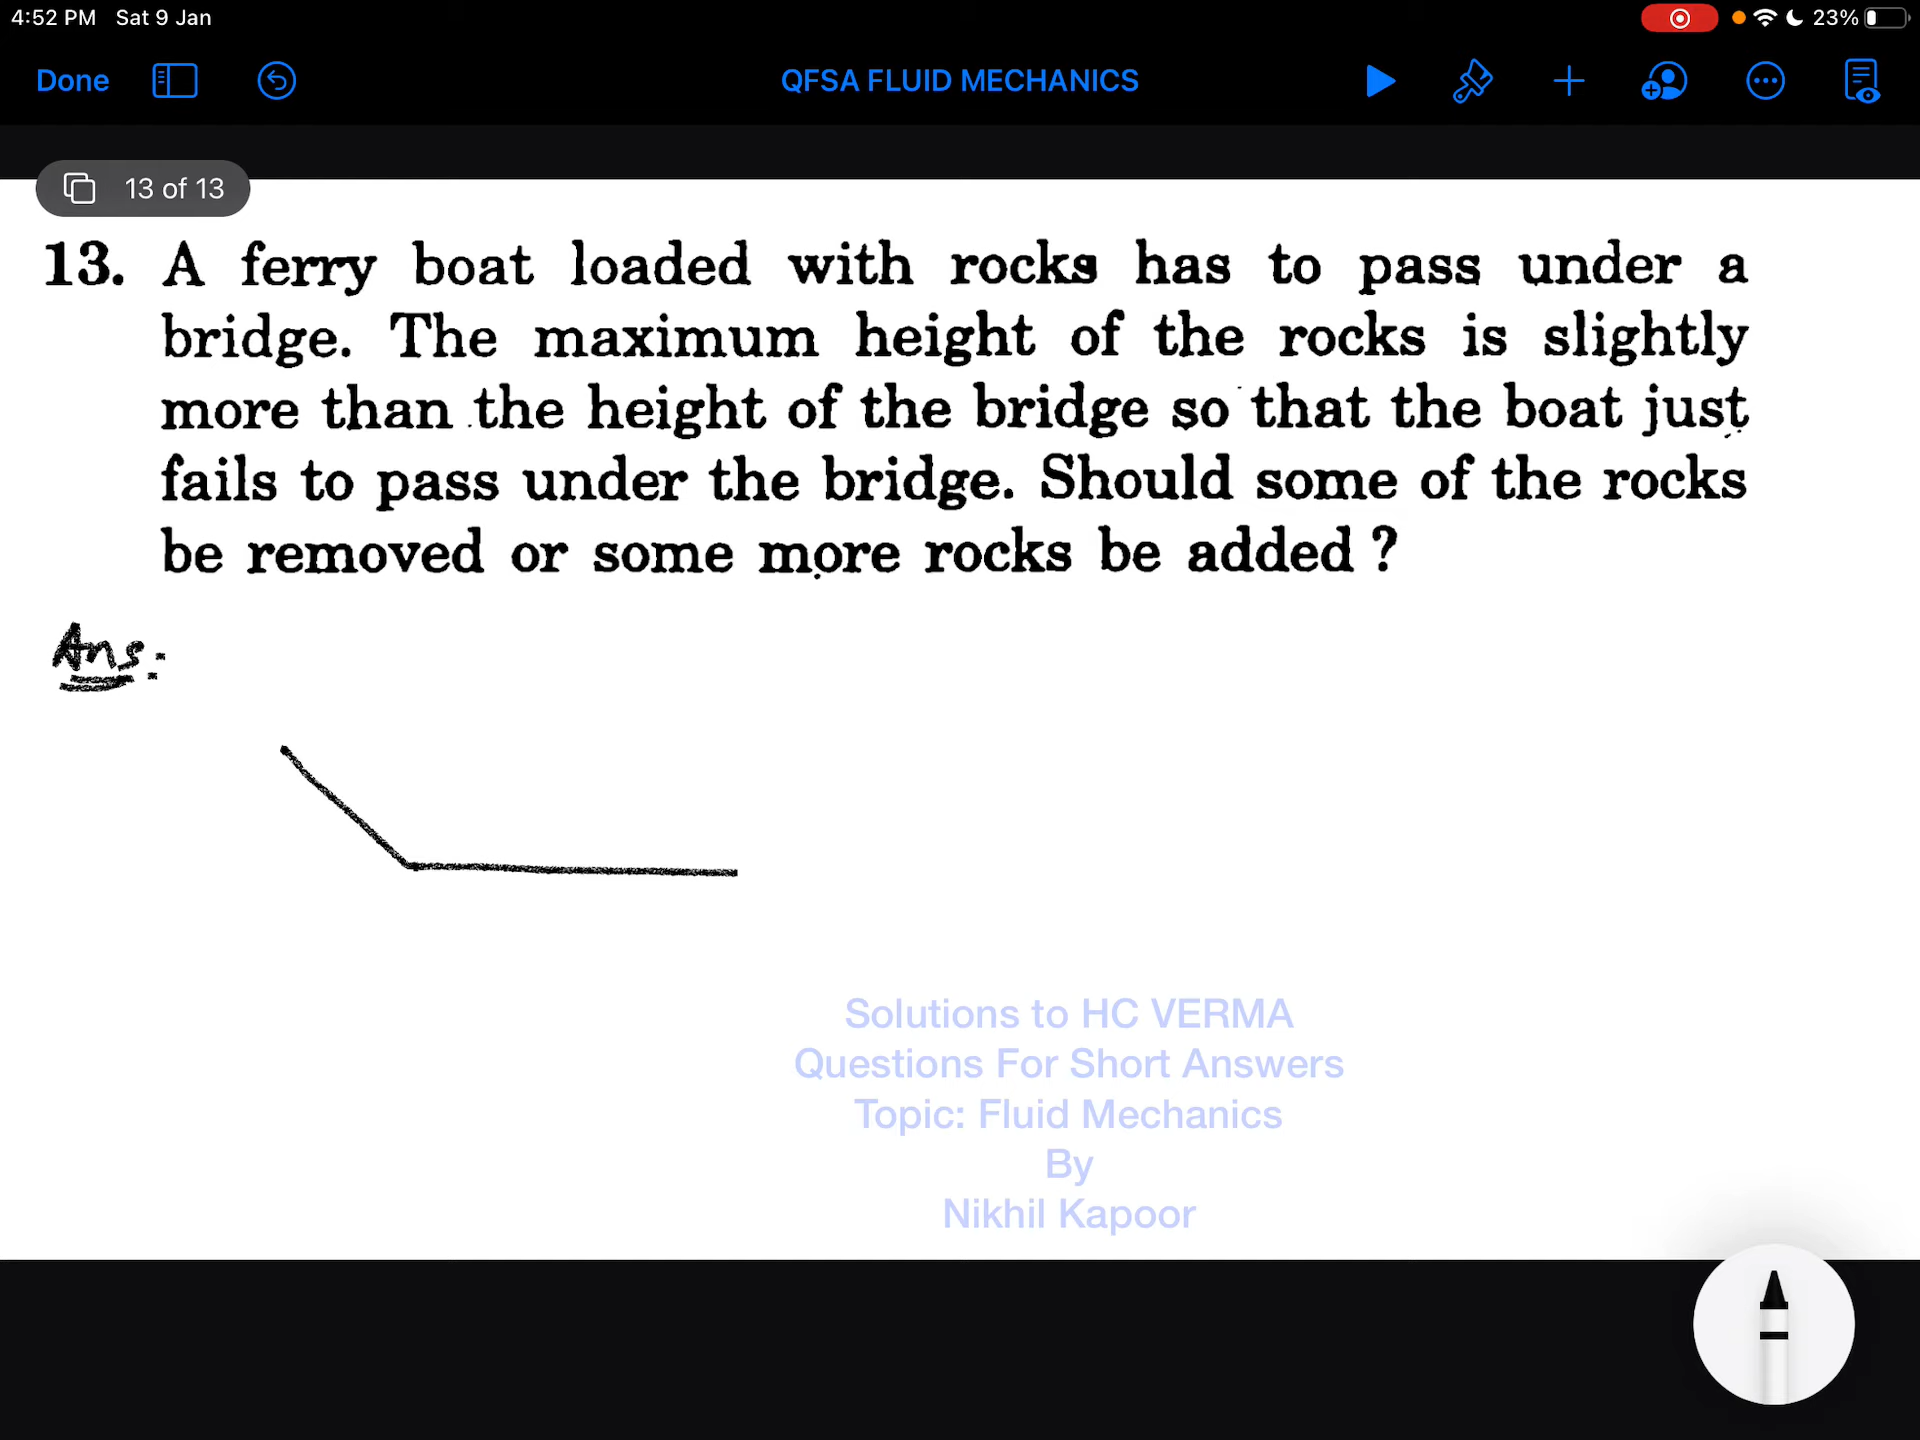 4:52 PM Sat 9 Jan
23%
Done
QFSA FLUID MECHANICS
13 of 13
13. A ferry boat loaded with rocks has to pass under a
bridge. The maximum height of the rocks is slightly
more than the height of the bridge so that the boat just
fails to pass under the bridge. Should some of the rocks
be removed or some more rocks be added ?
Ans:
Solutions to HC VERMA
Questions For Short Answers
Topic: Fluid Mechanics
By
Nikhil Kapoor